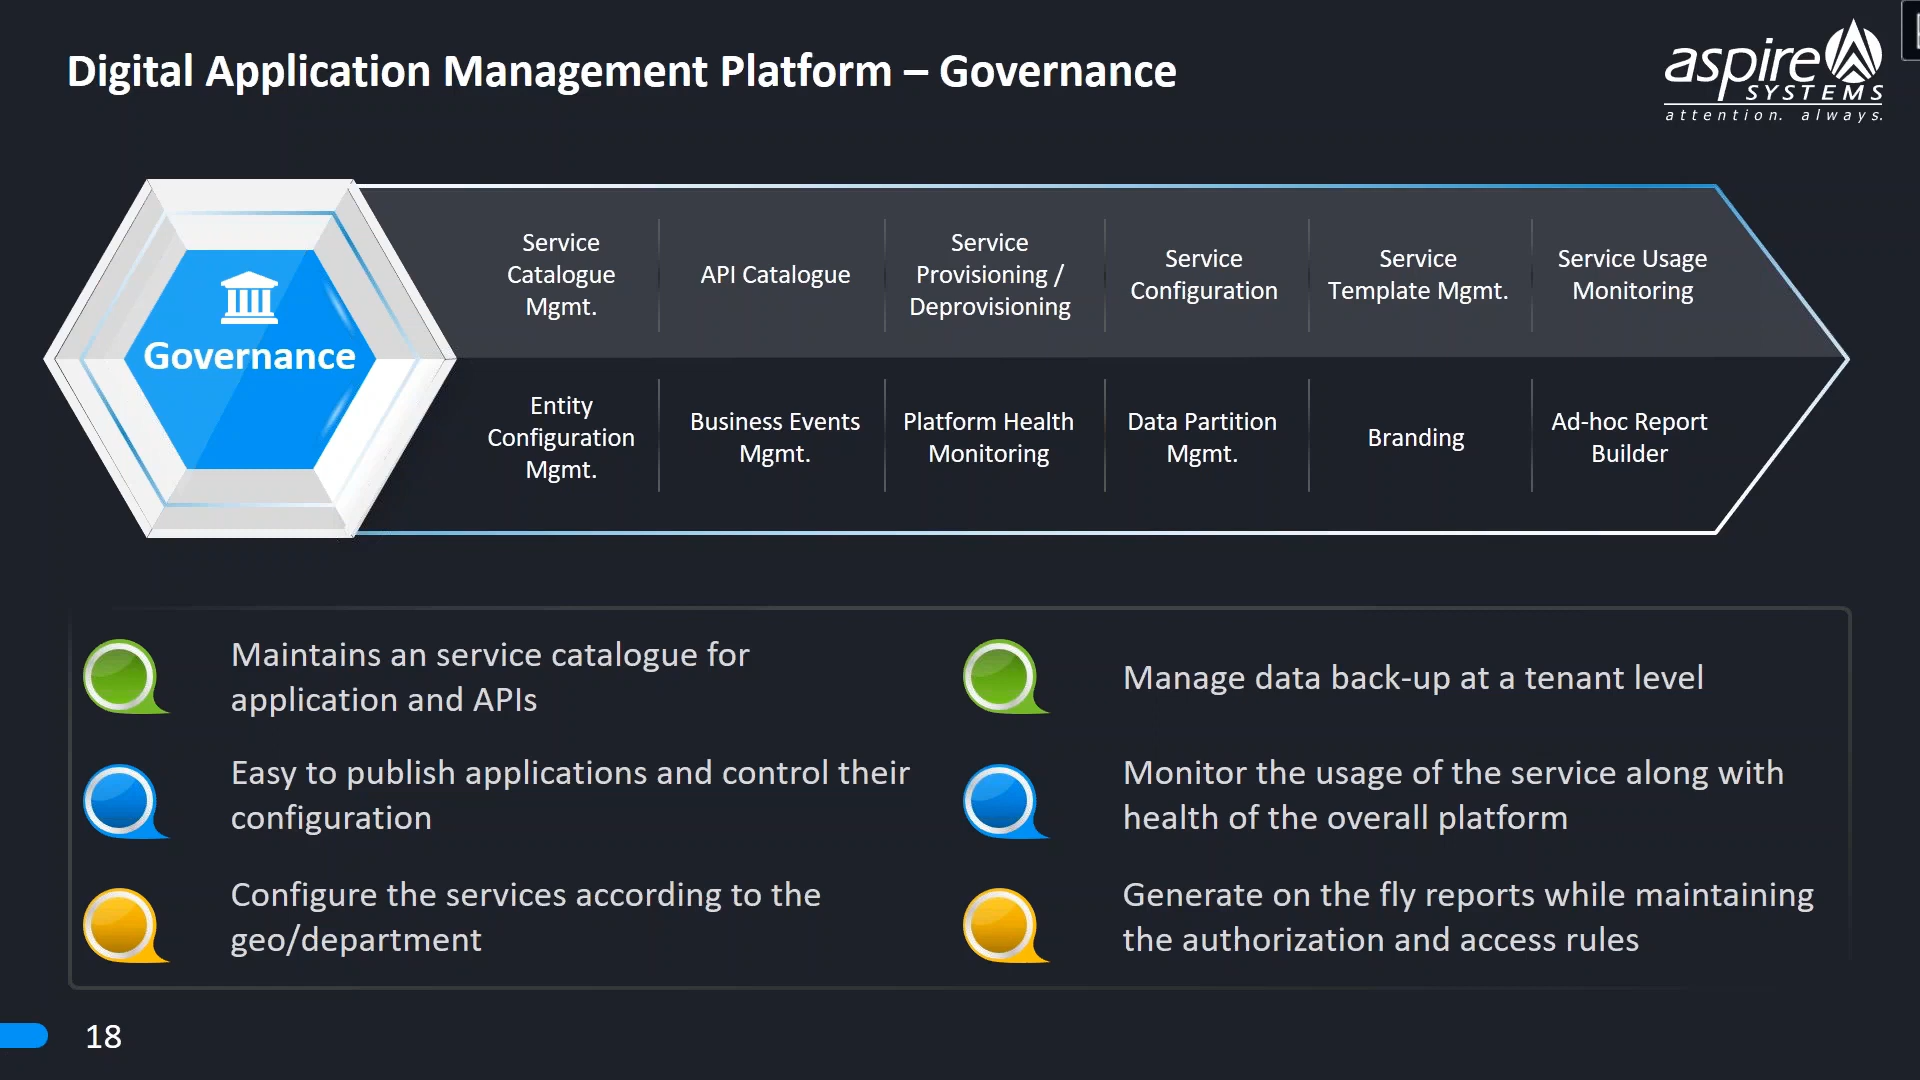 Digital Application Management Platform – Governance
aspire
SYSTEMS
attention. always.
Governance
Service
Catalogue
Mgmt.
API Catalogue
Service
Provisioning /
Deprovisioning
Service
Configuration
Service
Template Mgmt.
Service Usage
Monitoring
Entity
Configuration
Mgmt.
Business Events
Mgmt.
Platform Health
Monitoring
Data Partition
Mgmt.
Branding
Ad-hoc Report
Builder
Maintains an service catalogue for
application and APIs
Easy to publish applications and control their
configuration
Configure the services according to the
geo/department
Manage data back-up at a tenant level
Monitor the usage of the service along with
health of the overall platform
Generate on the fly reports while maintaining
the authorization and access rules
18